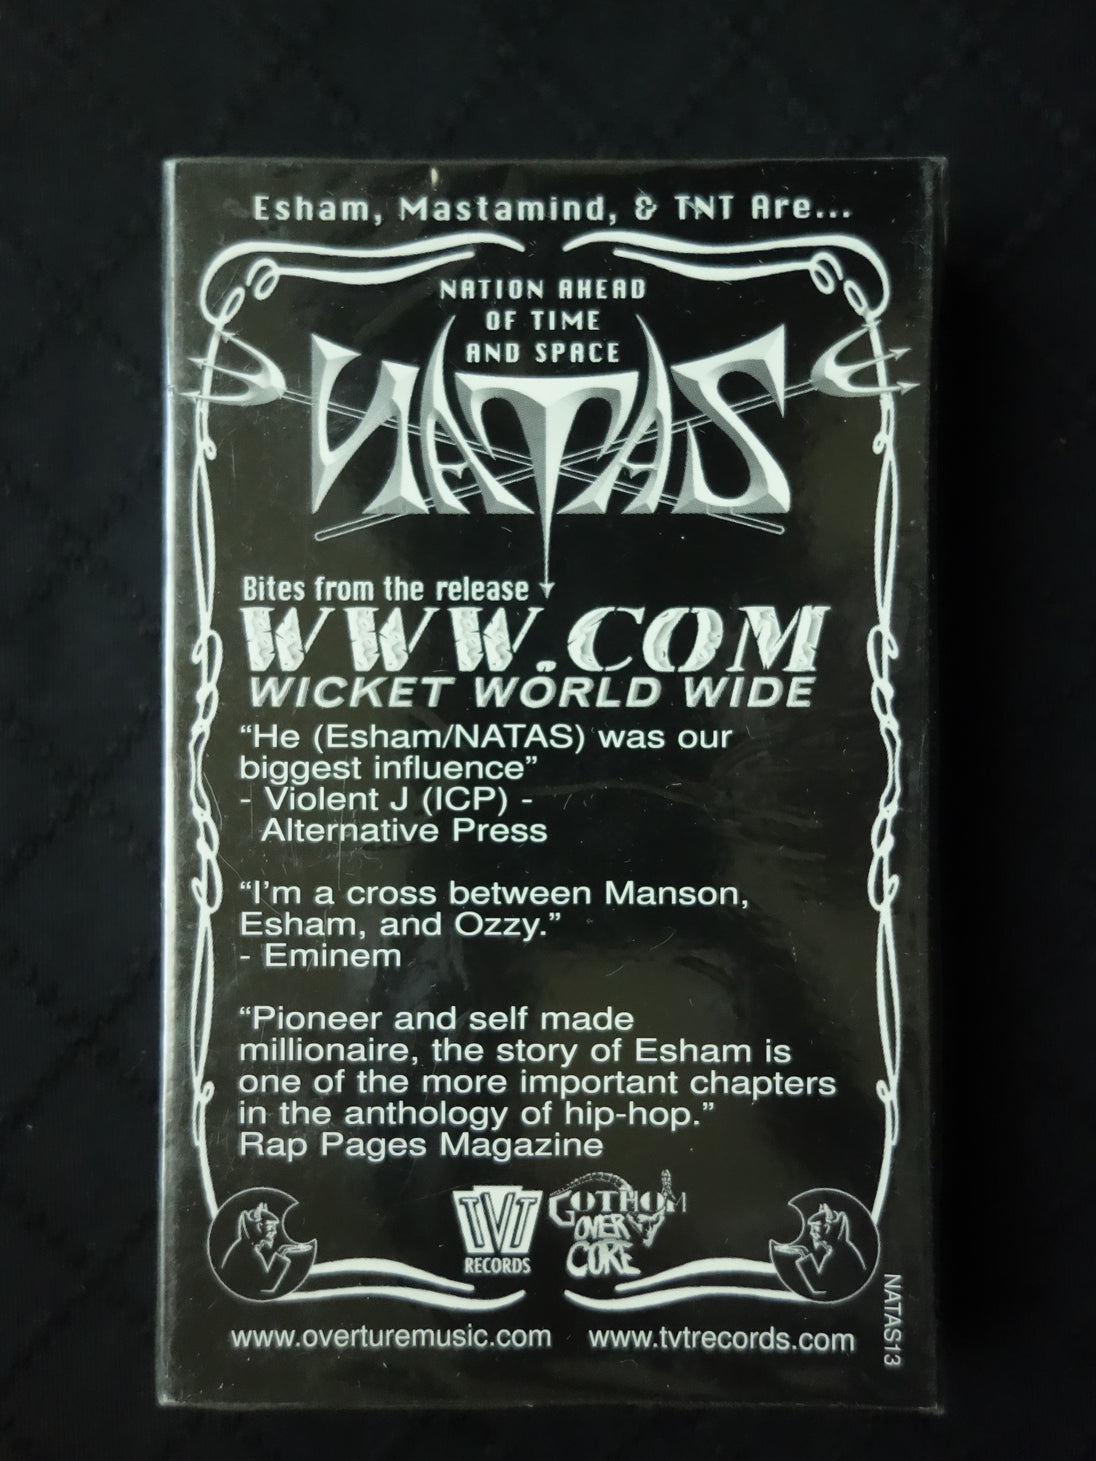 Esham, Mastamind, & TNT Are...
NATION AHEAD
OF TIME
AND SPACE
NATAS
Bites from the release
WWW.COM
WICKET WORLD WIDE
“He (Esham/NATAS) was our
biggest influence”
- Violent J (ICP) -
Alternative Press
“I'm a cross between Manson,
Esham, and Ozzy.”
- Eminem
“Pioneer and self made
millionaire, the story of Esham is
one of the more important chapters
in the anthology of hip-hop.”
Rap Pages Magazine
TVT
RECORDS
GOTHOM
OVER
CORE
www.overturemusic.com www.tvtrecords.com
NATAS13